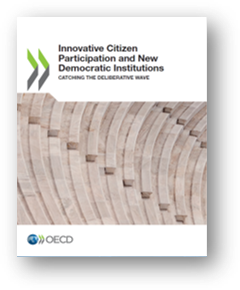 Innovative Citizen
Participation and New
Democratic Institutions
CATCHING THE DELIBERATIVE WAVE
OECD